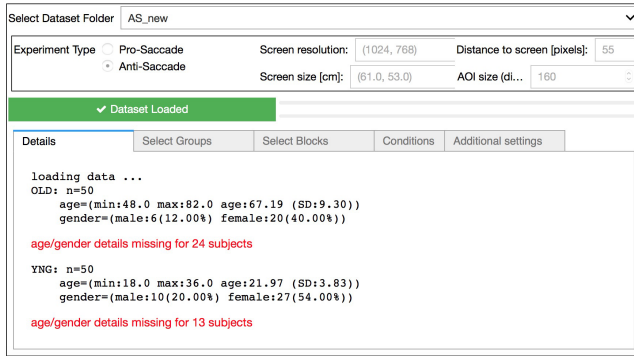 Select Dataset Folder AS_new
Experiment Type Pro-Saccade Screen resolution: (1024, 768) Distance to screen [pixels]: 55
Anti-Saccade
Screen size [cm]: (61.0, 53.0) AOI size (di... 160
✔ Dataset Loaded
Details Select Groups Select Blocks Conditions Additional settings
loading data ...
OLD: n=50
age=(min:48.0 max:82.0 age:67.19 (SD:9.30))
gender=(male:6(12.00%) female:20(40.00%))
age/gender details missing for 24 subjects
YNG: n=50
age=(min:18.0 max:36.0 age:21.97 (SD:3.83))
gender=(male:10(20.00%) female:27(54.00%))
age/gender details missing for 13 subjects